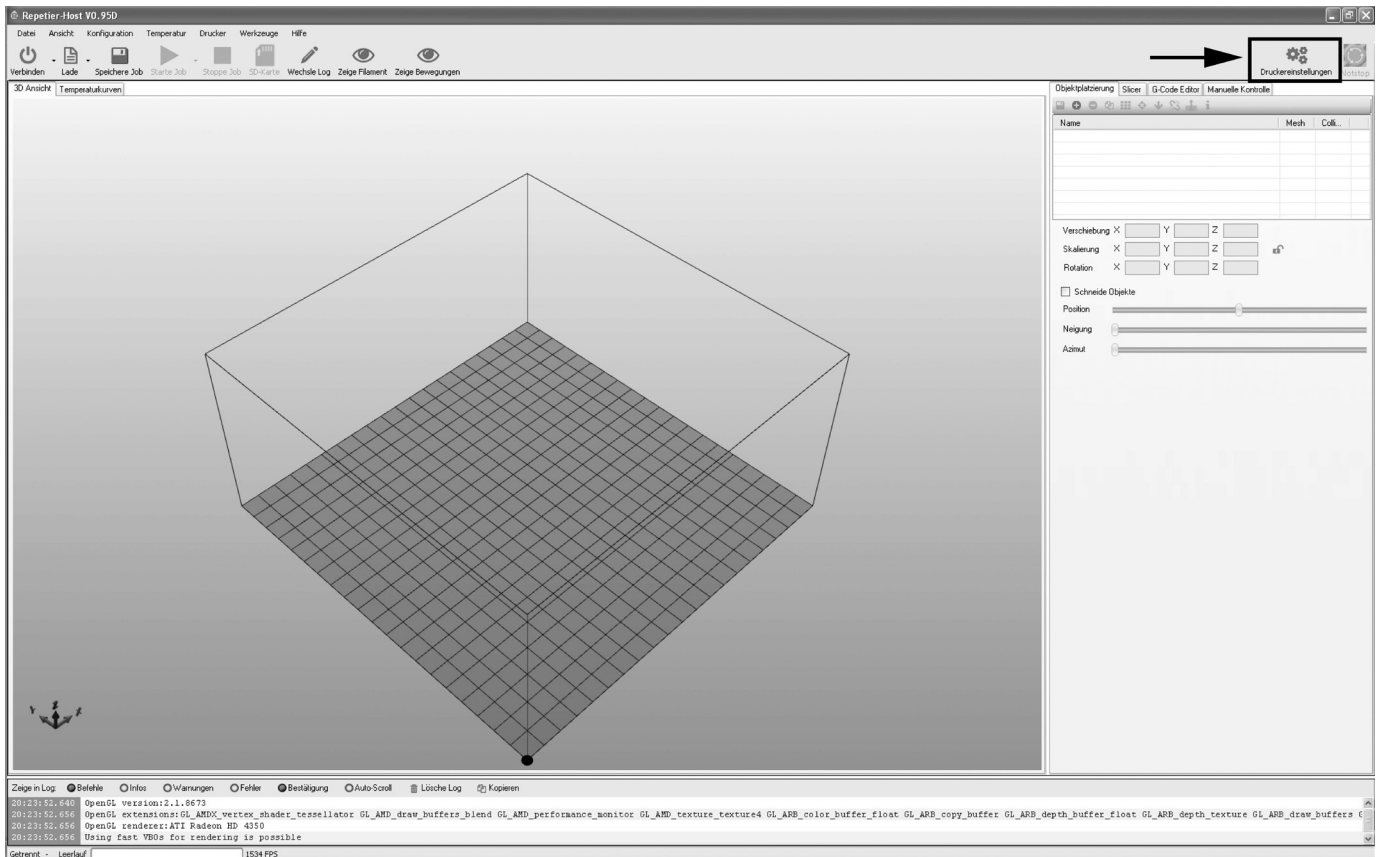 Repetier-Host V0.95D
Datei Ansicht Konfiguration Temperatur Drucker Werkzeuge Hilfe
Verbinden Lade Speichere Job Starte Job Stoppe Job SD-Karte Wechsle Log Zeige Filament Zeige Bewegungen Druckereinstellungen Notstop
3D Ansicht Temperaturkurven
Objektplatzierung Slicer G-Code Editor Manuelle Kontrolle
Name Mesh Colli...
Verschiebung X Y Z
Skalierung X Y Z
Rotation X Y Z
Schneide Objekte
Position
Neigung
Azimut
Y Z X
Zeige in Log: Befehle Infos Warnungen Fehler Bestätigung Auto-Scroll Lösche Log Kopieren
20:23:52.640 OpenGL version:2.1.8673
20:23:52.656 OpenGL extensions:GL_AMDX_vertex_shader_tessellator GL_AMD_draw_buffers_blend GL_AMD_performance_monitor GL_AMD_texture_texture4 GL_ARB_color_buffer_float GL_ARB_copy_buffer GL_ARB_depth_buffer_float GL_ARB_depth_texture GL_ARB_draw_buffers
20:23:52.656 OpenGL renderer:ATI Radeon HD 4350
20:23:52.656 Using fast VBOs for rendering is possible
Getrennt - Leerlauf 1534 FPS